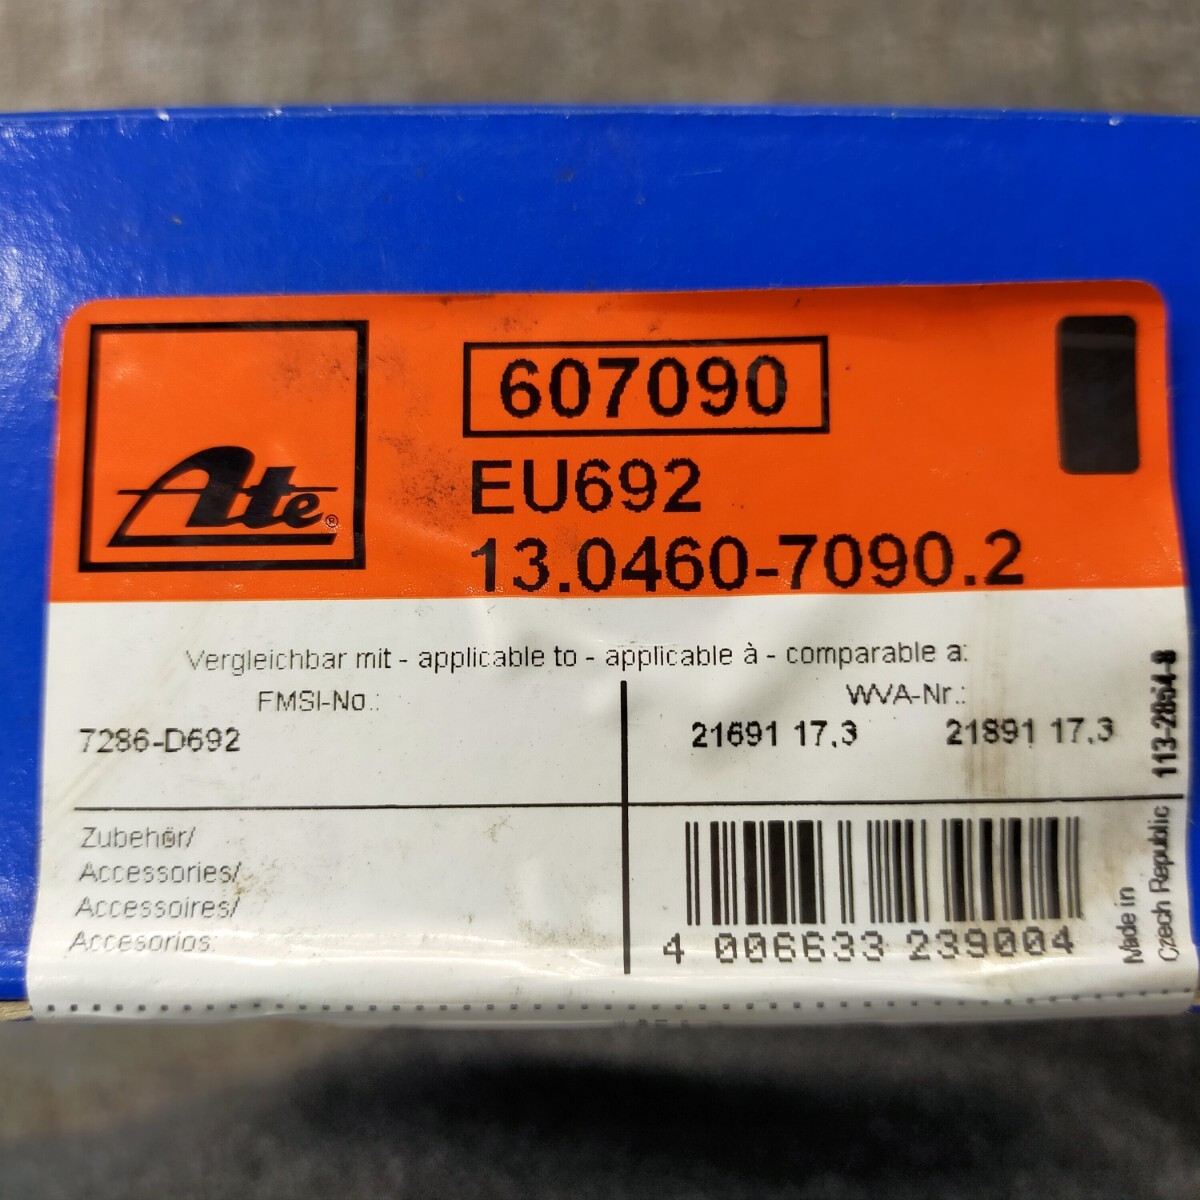 Ate®
607090
EU692
13.0460-7090.2
Vergleichbar mit - applicable to - applicable à - comparable a:
FMSI-No.:
WVA-Nr.:
7286-D692
21691 17,3 21891 17,3
113-2854-8
Zubehör/
Accessories/
Accessoires/
Accesorios:
4 006633 239004
Made in
Czech Republic